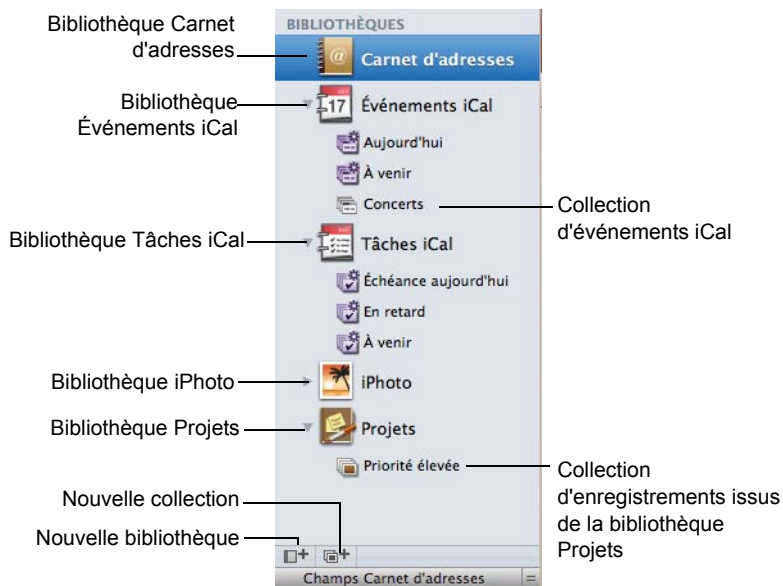 BIBLIOTHÈQUES
Bibliothèque Carnet
d'adresses
Carnet d'adresses
Bibliothèque
Événements iCal
17
Événements iCal
Aujourd'hui
À venir
Concerts
Collection
d'événements iCal
Bibliothèque Tâches iCal
Tâches iCal
Échéance aujourd'hui
En retard
À venir
Bibliothèque iPhoto
iPhoto
Bibliothèque Projets
Projets
Priorité élevée
Collection
d'enregistrements issus
de la bibliothèque
Projets
Nouvelle collection
Nouvelle bibliothèque
Champs Carnet d'adresses